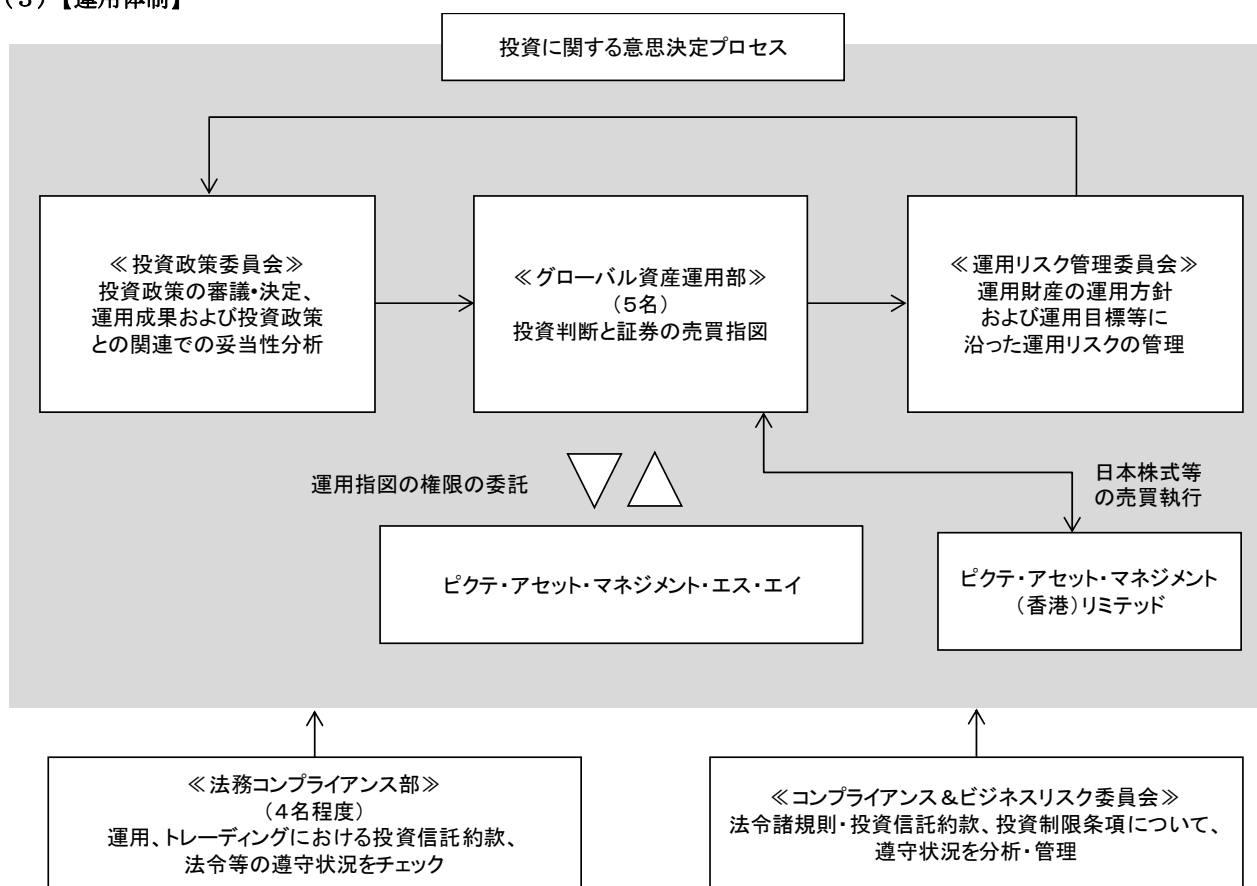 (3)【運用体制】
投資に関する意思決定プロセス
≪投資政策委員会≫
投資政策の審議・決定、
運用成果および投資政策
との関連での妥当性分析
≪グローバル資産運用部≫
(5名)
投資判断と証券の売買指図
≪運用リスク管理委員会≫
運用財産の運用方針
および運用目標等に
沿った運用リスクの管理
運用指図の権限の委託
日本株式等
の売買執行
ピクテ・アセット・マネジメント・エス・エイ
ピクテ・アセット・マネジメント
(香港)リミテッド
≪法務コンプライアンス部≫
(4名程度)
運用、トレーディングにおける投資信託約款、
法令等の遵守状況をチェック
≪コンプライアンス&ビジネスリスク委員会≫
法令諸規則・投資信託約款、投資制限条項について、
遵守状況を分析・管理